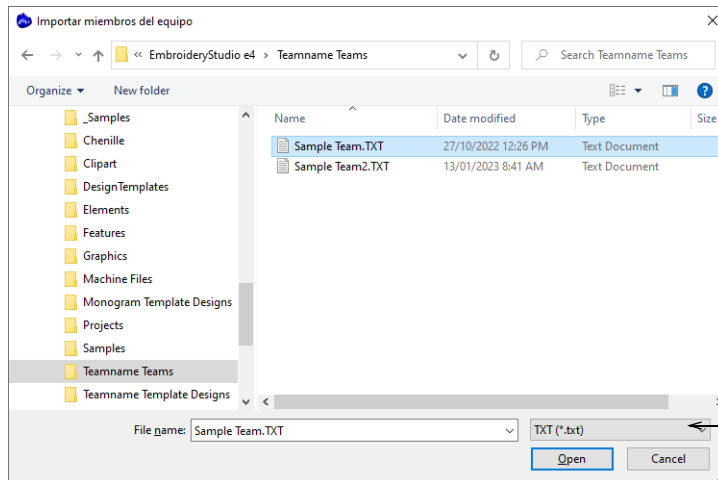 Importar miembros del equipo
« EmbroideryStudio e4 > Teamname Teams
Search Teamname Teams
Organize
New folder
_Samples
Chenille
Clipart
DesignTemplates
Elements
Features
Graphics
Machine Files
Monogram Template Designs
Projects
Samples
Teamname Teams
Teamname Template Designs
Name Date modified Type Size
Sample Team.TXT 27/10/2022 12:26 PM Text Document
Sample Team2.TXT 13/01/2023 8:41 AM Text Document
File name: Sample Team.TXT
TXT (*.txt)
Open
Cancel